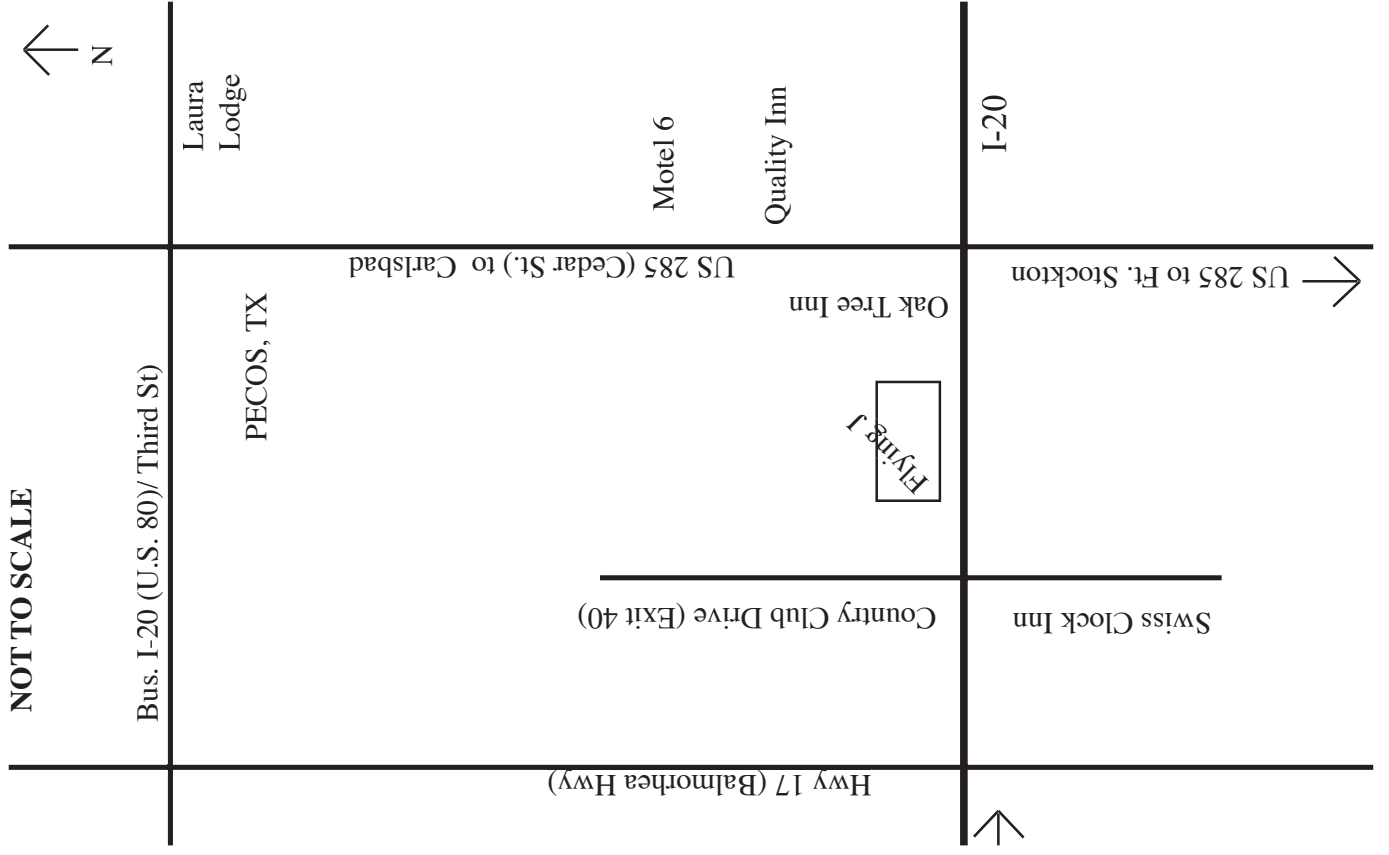 NOT TO SCALE
N
Bus. I-20 (U.S. 80)/ Third St)
Laura
Lodge
PECOS, TX
US 285 (Cedar St.) to Carlsbad
Motel 6
Quality Inn
Oak Tree Inn
Flying J
Country Club Drive (Exit 40)
Hwy 17 (Balmorhea Hwy)
I-20
US 285 to Ft. Stockton
Swiss Clock Inn